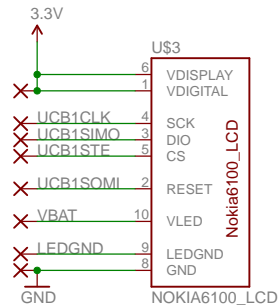 3.3V
U$3
6 VDISPLAY
1 VDIGITAL
UCB1CLK 4 SCK
UCB1SIMO 3 DIO
UCB1STE 5 CS
UCB1SOMI 2 RESET
VBAT 10 VLED
LEDGND 9 LEDGND
8 GND
Nokia6100_LCD
GND
NOKIA6100_LCD